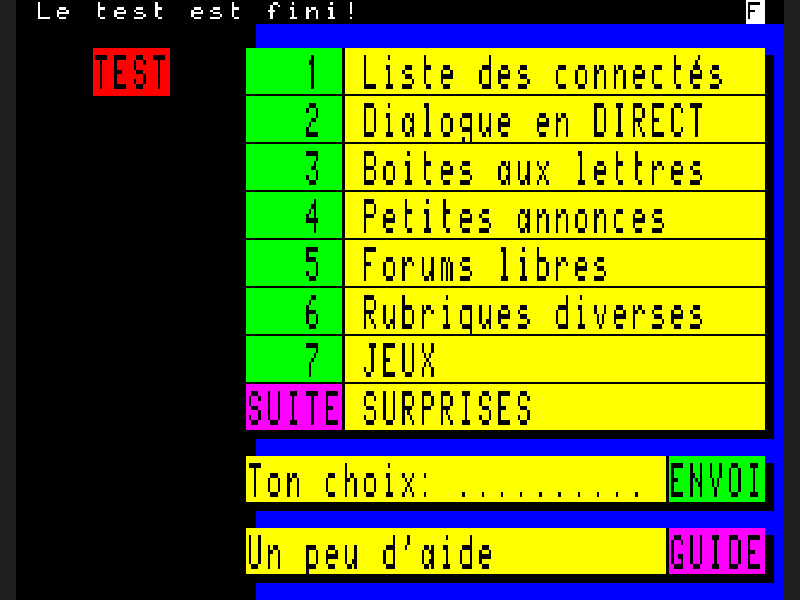 Le test est fini! F
TEST
1 Liste des connectés
2 Dialogue en DIRECT
3 Boites aux lettres
4 Petites annonces
5 Forums libres
6 Rubriques diverses
7 JEUX
SUITE SURPRISES
Ton choix: .......... ENVOI
Un peu d'aide GUIDE